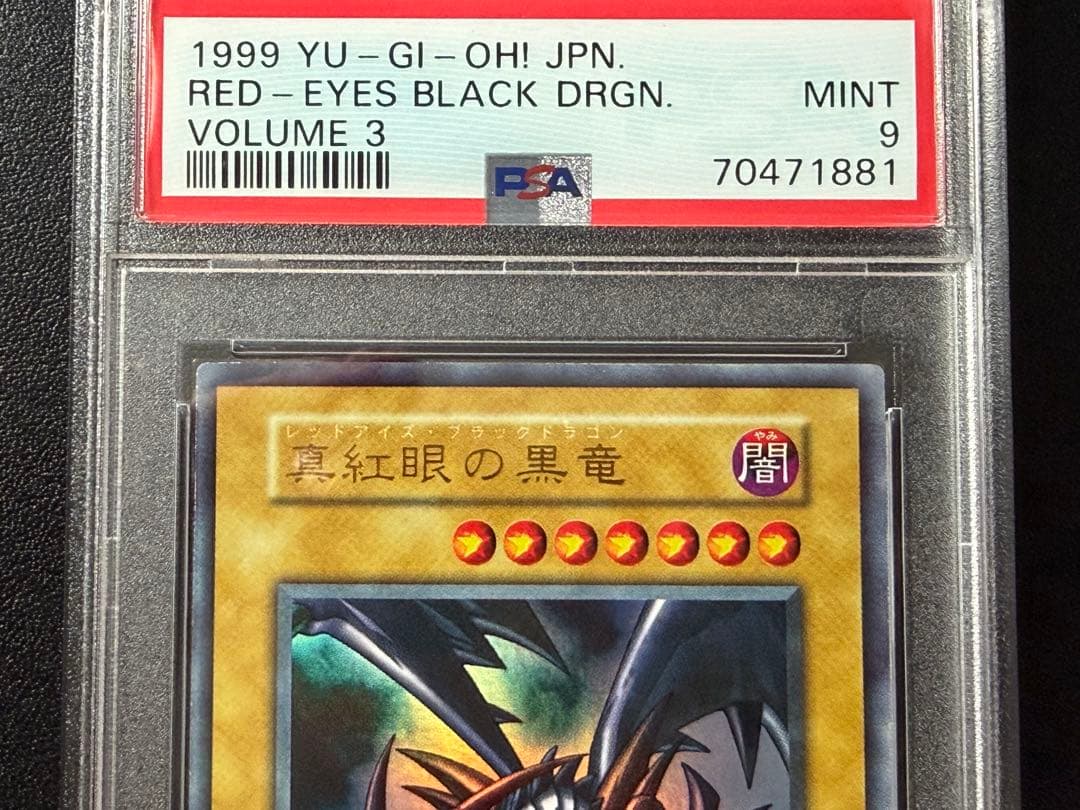 1999 YU-GI-OH! JPN.
RED-EYES BLACK DRGN. MINT
VOLUME 3 9
PSA 70471881
レッドアイズ・ブラックドラゴン
真紅眼の黒竜
やみ
闇